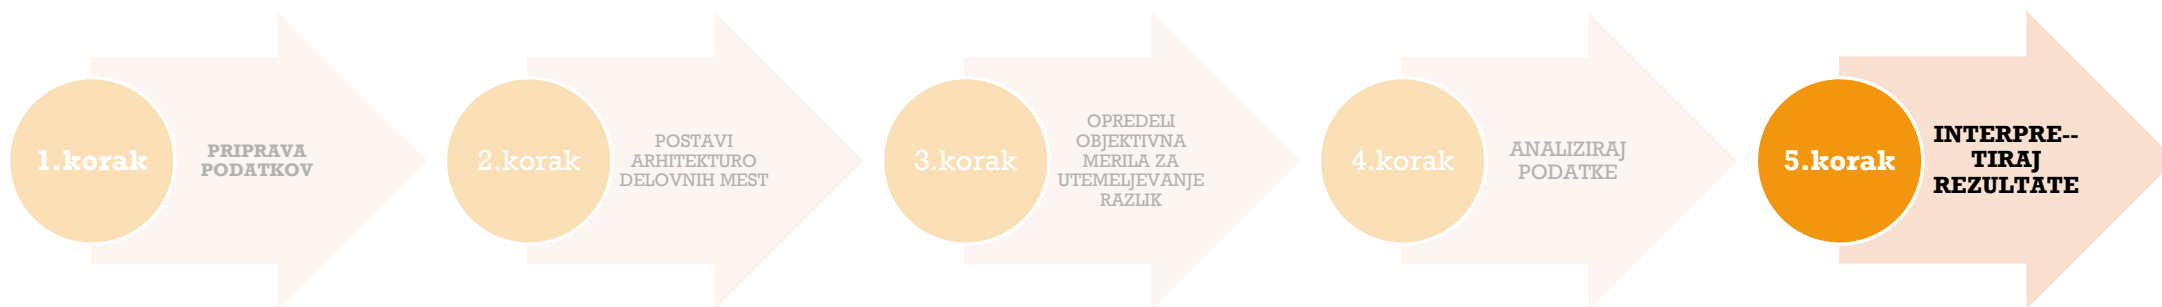 1.korak
PRIPRAVA
PODATKOV
2.korak
POSTAVI
ARHITEKTURO
DELOVNIH MEST
3.korak
OPREDELI
OBJEKTIVNA
MERILA ZA
UTEMELJEVANJE
RAZLIK
4.korak
ANALIZIRAJ
PODATKE
5.korak
INTERPRE--
TIRAJ
REZULTATE